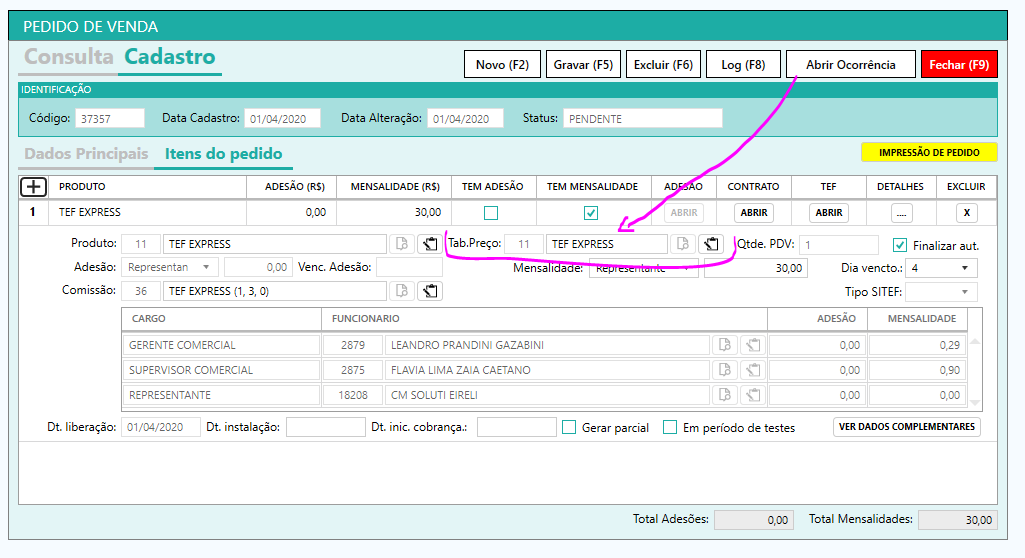 PEDIDO DE VENDA
Consulta Cadastro
Novo (F2) Gravar (F5) Excluir (F6) Log (F8) Abrir Ocorrência Fechar (F9)
IDENTIFICAÇÃO
Código: 37357 Data Cadastro: 01/04/2020 Data Alteração: 01/04/2020 Status: PENDENTE
Dados Principais Itens do pedido IMPRESSÃO DE PEDIDO
PRODUTO ADESÃO (R$) MENSALIDADE (R$) TEM ADESÃO TEM MENSALIDADE ADESÃO CONTRATO TEF DETALHES EXCLUIR
1 TEF EXPRESS 0,00 30,00 ABRIR ABRIR ABRIR .... X
Produto: 11 TEF EXPRESS Tab.Preço: 11 TEF EXPRESS Qtde. PDV: 1 Finalizar aut.
Adesão: Representan 0,00 Venc. Adesão: Mensalidade: Representante 30,00 Dia vencto.: 4
Comissão: 36 TEF EXPRESS (1, 3, 0) Tipo SITEF:
CARGO FUNCIONARIO ADESÃO MENSALIDADE
GERENTE COMERCIAL 2879 LEANDRO PRANDINI GAZABINI 0,00 0,29
SUPERVISOR COMERCIAL 2875 FLAVIA LIMA ZAIA CAETANO 0,00 0,90
REPRESENTANTE 18208 CM SOLUTI EIRELI 0,00 0,00
Dt. liberação: 01/04/2020 Dt. instalação: Dt. inic. cobrança.: Gerar parcial Em período de testes VER DADOS COMPLEMENTARES
Total Adesões: 0,00 Total Mensalidades: 30,00